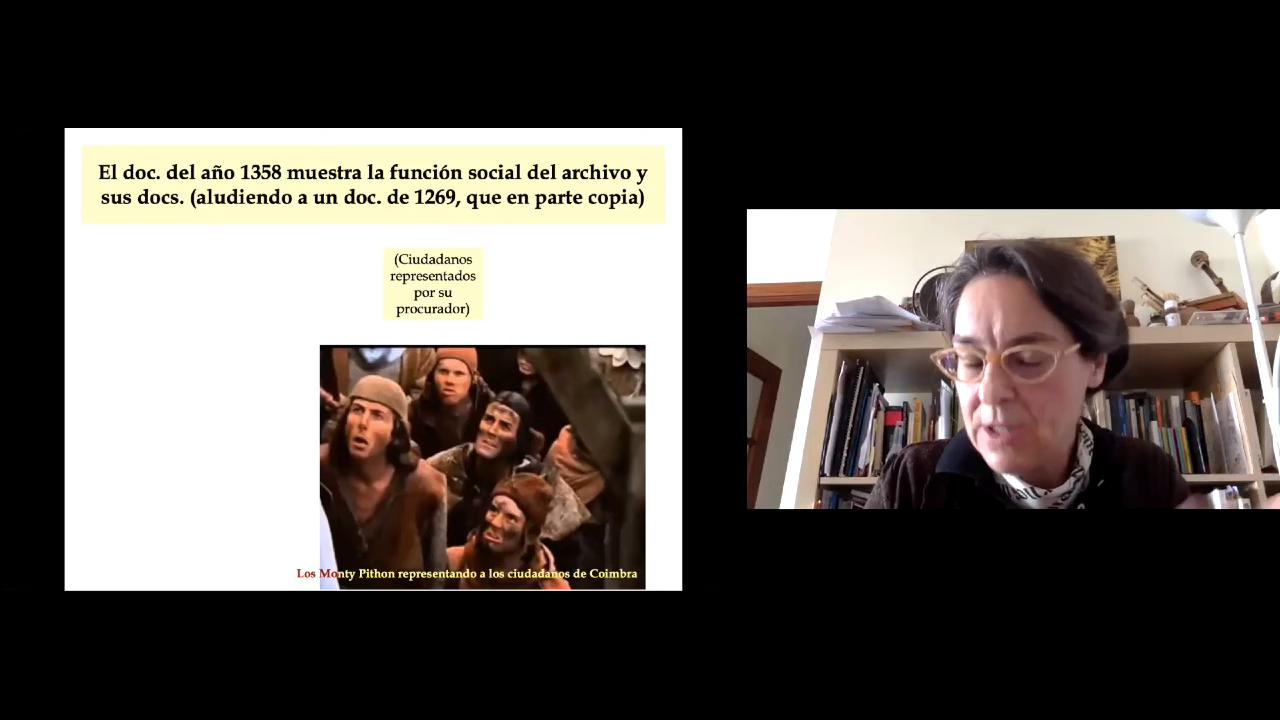 El doc. del año 1358 muestra la función social del archivo y
sus docs. (aludiendo a un doc. de 1269, que en parte copia)
(Ciudadanos
representados
por su
procurador)
Los Monty Pithon representando a los ciudadanos de Coimbra